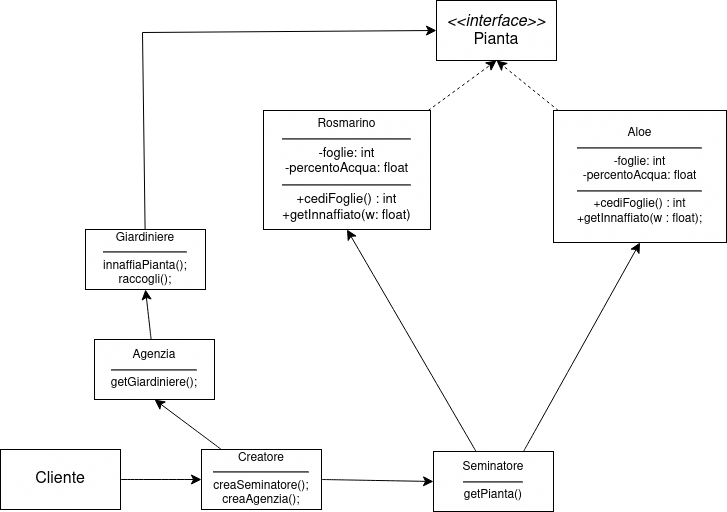 <<interface>>
Pianta
Rosmarino
-foglie: int
-percentoAcqua: float
+cediFoglie() : int
+getInnaffiato(w: float)
Aloe
-foglie: int
-percentoAcqua: float
+cediFoglie() : int
+getInnaffiato(w : float);
Giardiniere
innaffiaPianta();
raccogli();
Agenzia
getGiardiniere();
Cliente
Creatore
creaSeminatore();
creaAgenzia();
Seminatore
getPianta()